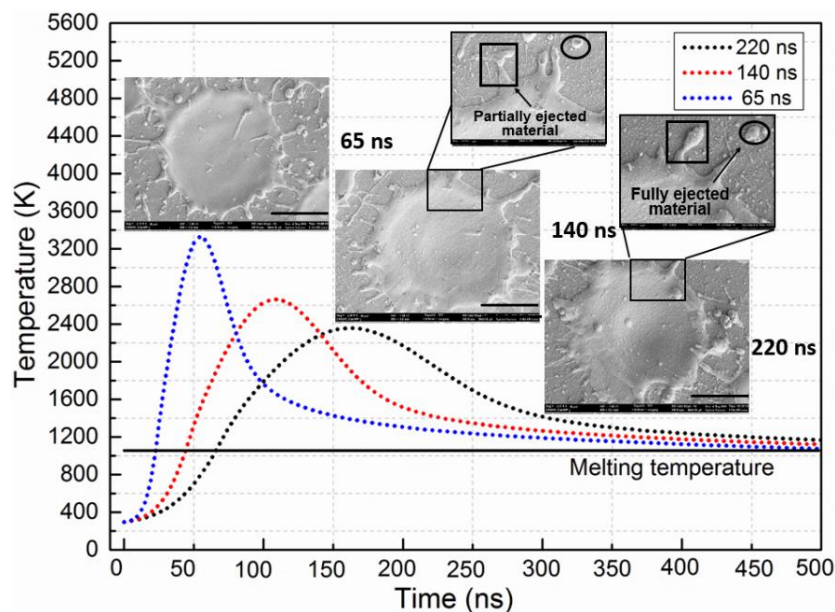 5600
5200
4800
4400
4000
3600
3200
2800
2400
2000
1600
1200
800
400
0
Temperature (K)
220 ns
140 ns
65 ns
Partially ejected
material
65 ns
Fully ejected
material
140 ns
220 ns
Melting temperature
0 50 100 150 200 250 300 350 400 450 500
Time (ns)